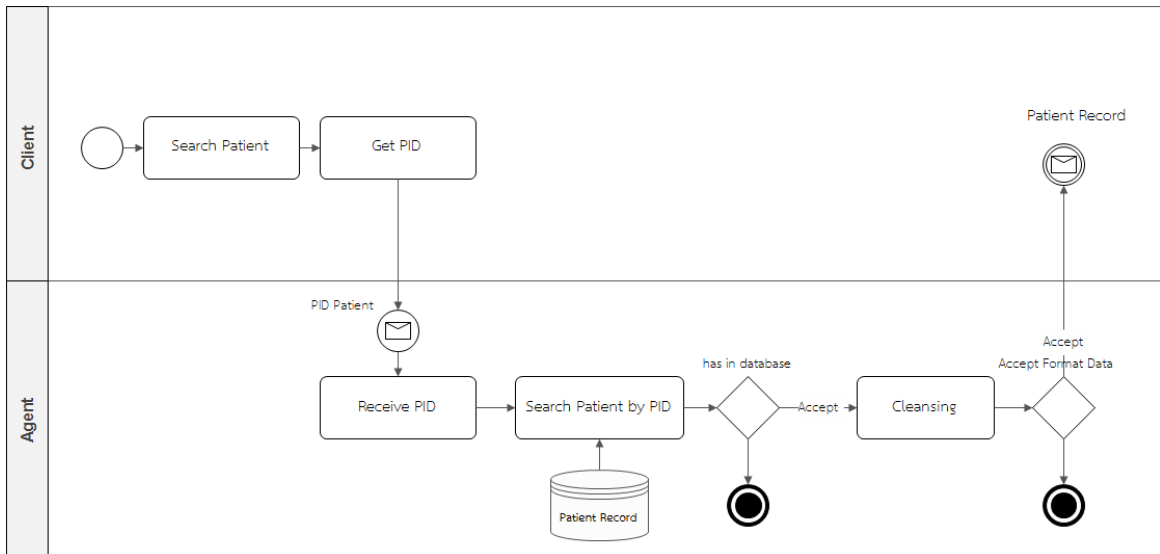 Client
Search Patient
Get PID
Patient Record
Agent
PID Patient
Receive PID
Search Patient by PID
Patient Record
has in database
Accept
Cleansing
Accept
Accept Format Data